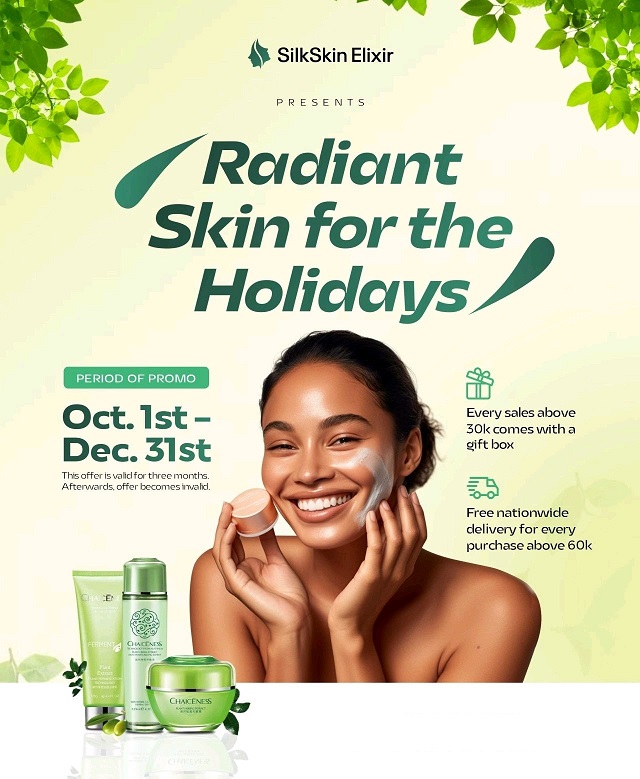 SilkSkin Elixir
PRESENTS
Radiant
Skin for the
Holidays
PERIOD OF PROMO
Oct. 1st –
Dec. 31st
This offer is valid for three months.
Afterwards, offer becomes invalid.
Every sales above
30k comes with a
gift box
Free nationwide
delivery for every
purchase above 60k
CHAICENESS
CHAICENESS